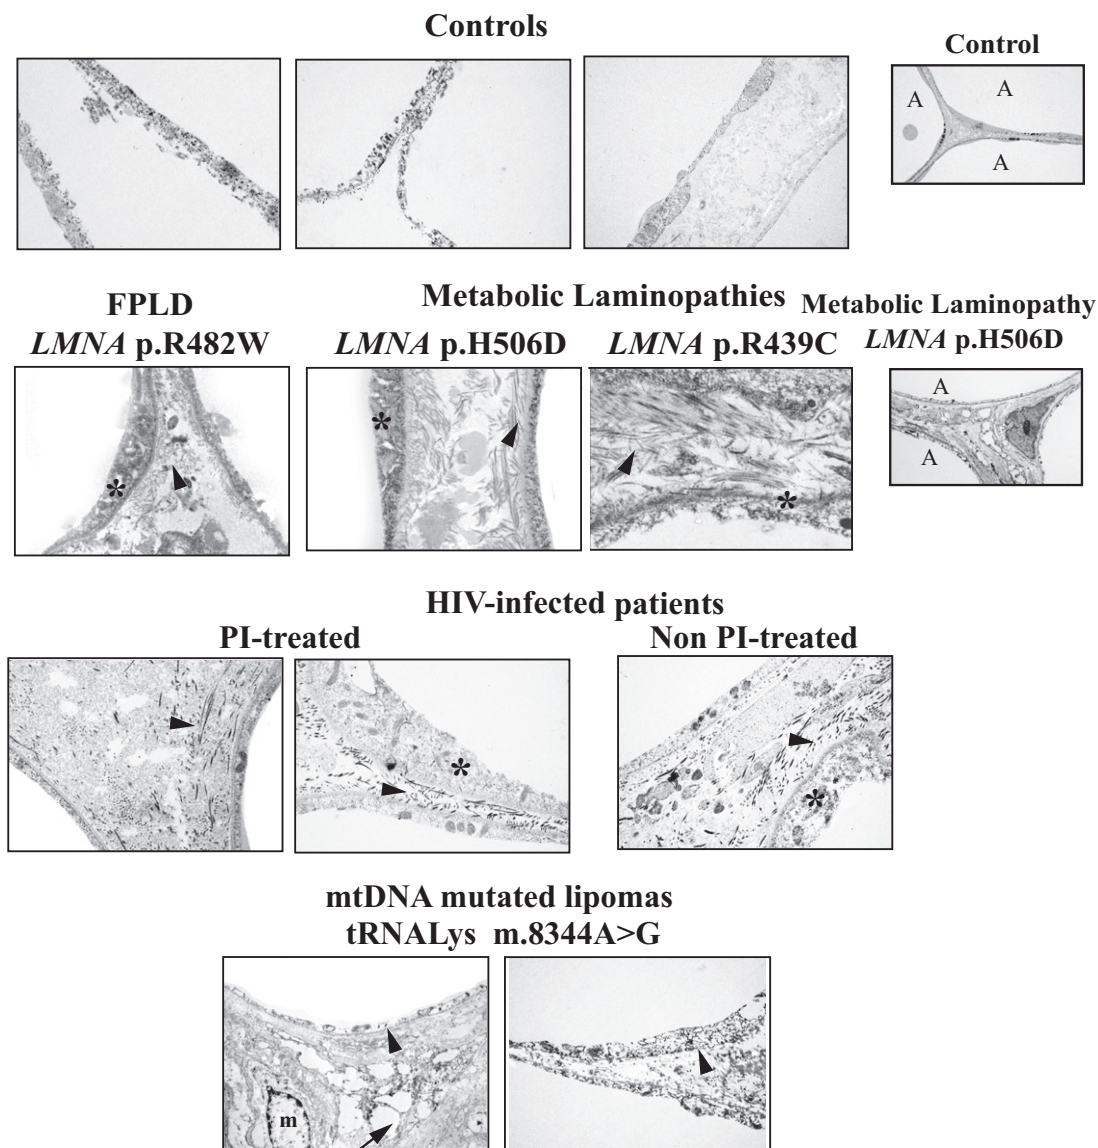 Controls
Control
A
A
A
FPLD
LMNA p.R482W
Metabolic Laminopathies
LMNA p.H506D
LMNA p.R439C
Metabolic Laminopathy
LMNA p.H506D
*
*
*
A
A
HIV-infected patients
PI-treated
Non PI-treated
*
*
mtDNA mutated lipomas
tRNALys m.8344A>G
m